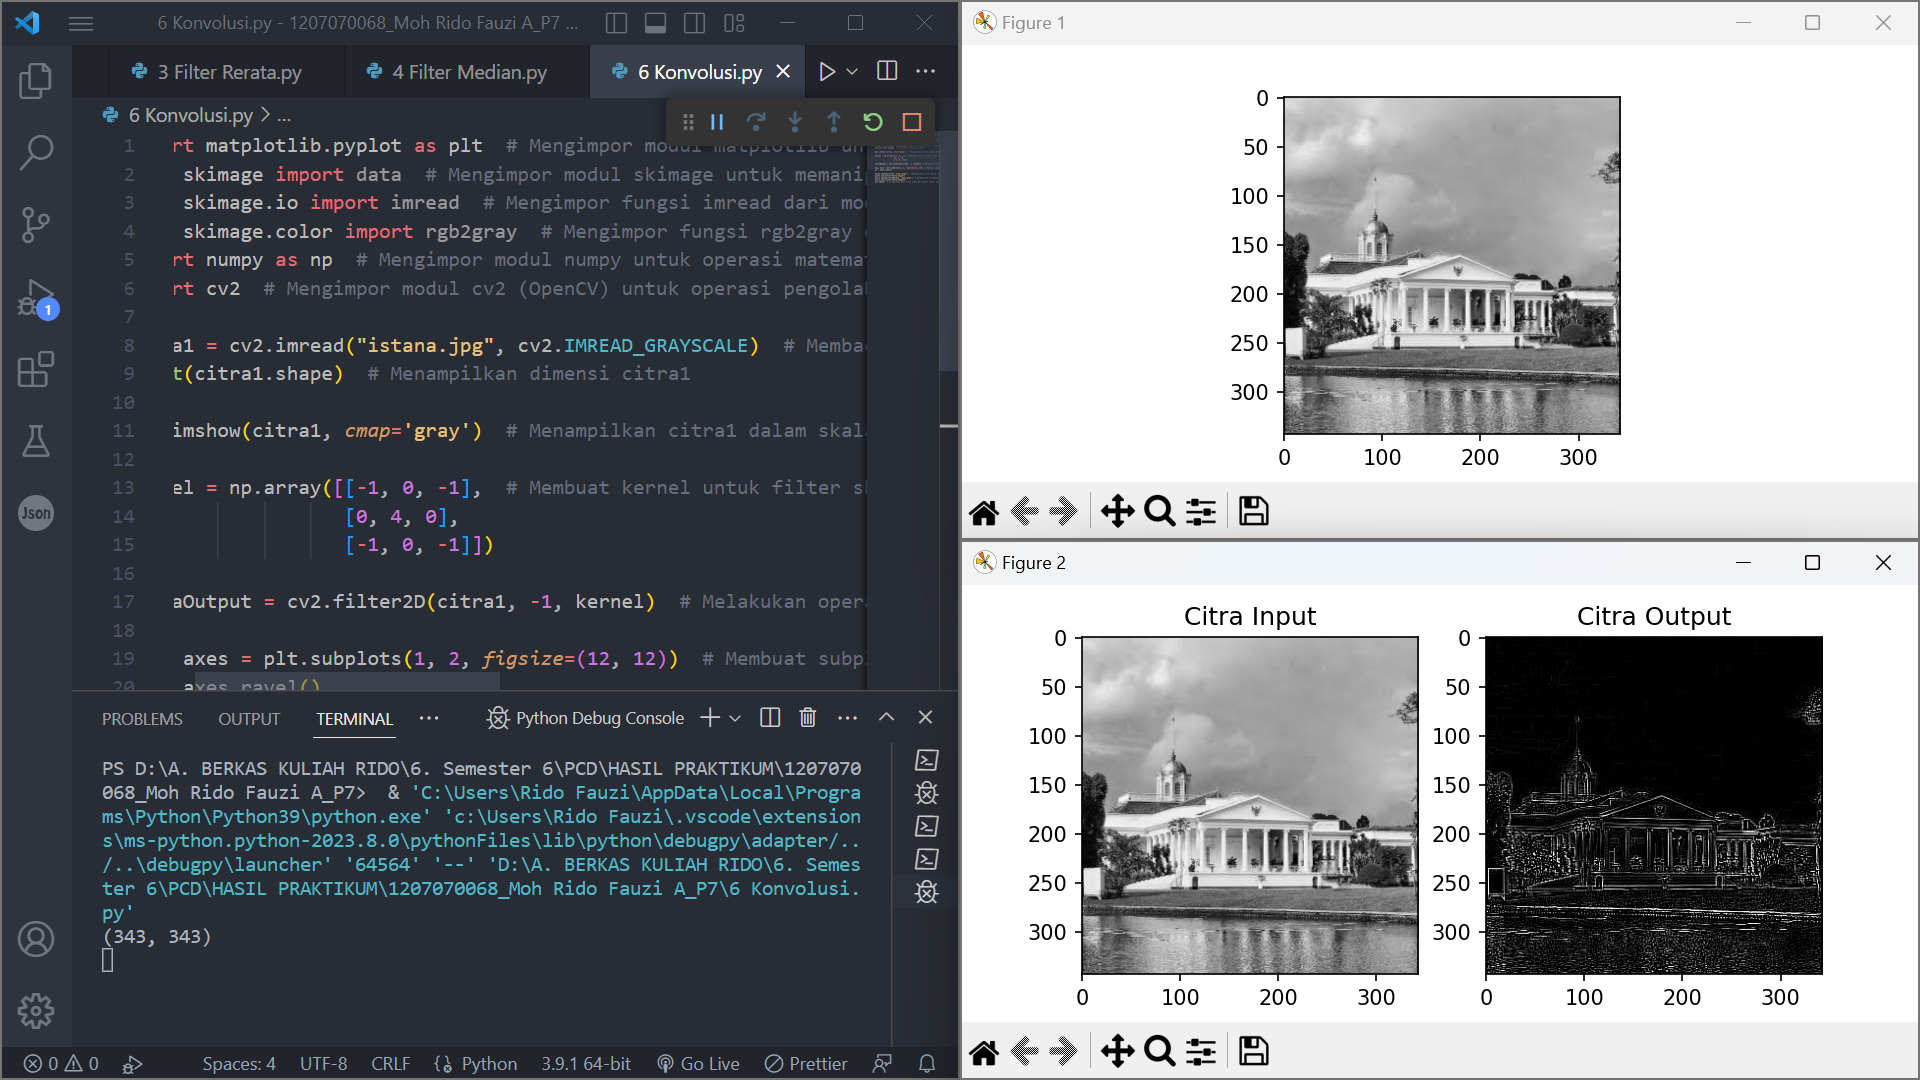 6 Konvolusi.py - 1207070068_Moh Rido Fauzi A_P7 ...
3 Filter Rerata.py
4 Filter Median.py
6 Konvolusi.py
6 Konvolusi.py > ...
1 rt matplotlib.pyplot as plt  # Mengimpor modul matplotlib un
2 skimage import data  # Mengimpor modul skimage untuk memani
3 skimage.io import imread  # Mengimpor fungsi imread dari mo
4 skimage.color import rgb2gray  # Mengimpor fungsi rgb2gray
5 rt numpy as np  # Mengimpor modul numpy untuk operasi matema
6 rt cv2  # Mengimpor modul cv2 (OpenCV) untuk operasi pengola
7
8 a1 = cv2.imread("istana.jpg", cv2.IMREAD_GRAYSCALE)  # Memba
9 t(citra1.shape)  # Menampilkan dimensi citra1
10
11 imshow(citra1, cmap='gray')  # Menampilkan citra1 dalam skal
12
13 el = np.array([[-1, 0, -1],  # Membuat kernel untuk filter s
14 [0, 4, 0],
15 [-1, 0, -1]])
16
17 aOutput = cv2.filter2D(citra1, -1, kernel)  # Melakukan oper
18
19 axes = plt.subplots(1, 2, figsize=(12, 12))  # Membuat subp
20 axes.ravel()
1
Json
PROBLEMS
OUTPUT
TERMINAL
Python Debug Console
PS D:\A. BERKAS KULIAH RIDO\6. Semester 6\PCD\HASIL PRAKTIKUM\1207070
068_Moh Rido Fauzi A_P7>  & 'C:\Users\Rido Fauzi\AppData\Local\Progra
ms\Python\Python39\python.exe' 'c:\Users\Rido Fauzi\.vscode\extension
s\ms-python.python-2023.8.0\pythonFiles\lib\python\debugpy\adapter/..
/..\debugpy\launcher' '64564' '--' 'D:\A. BERKAS KULIAH RIDO\6. Semes
ter 6\PCD\HASIL PRAKTIKUM\1207070068_Moh Rido Fauzi A_P7\6 Konvolusi.
py'
(343, 343)
0 0 Spaces: 4 UTF-8 CRLF {} Python 3.9.1 64-bit Go Live Prettier
Figure 1
0
50
100
150
200
250
300
0 100 200 300
Figure 2
Citra Input
0
50
100
150
200
250
300
0 100 200 300
Citra Output
0
50
100
150
200
250
300
0 100 200 300